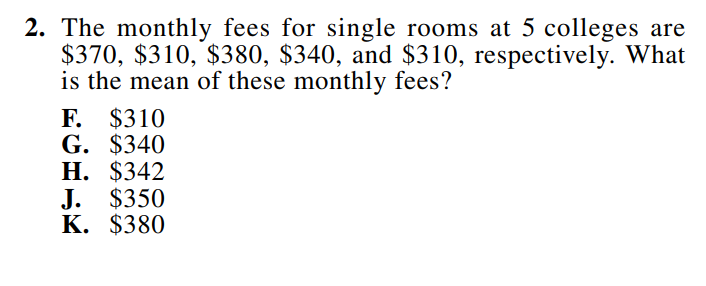 2. The monthly fees for single rooms at 5 colleges are
$370, $310, $380, $340, and $310, respectively. What
is the mean of these monthly fees?
F. $310
G. $340
H. $342
J. $350
K. $380